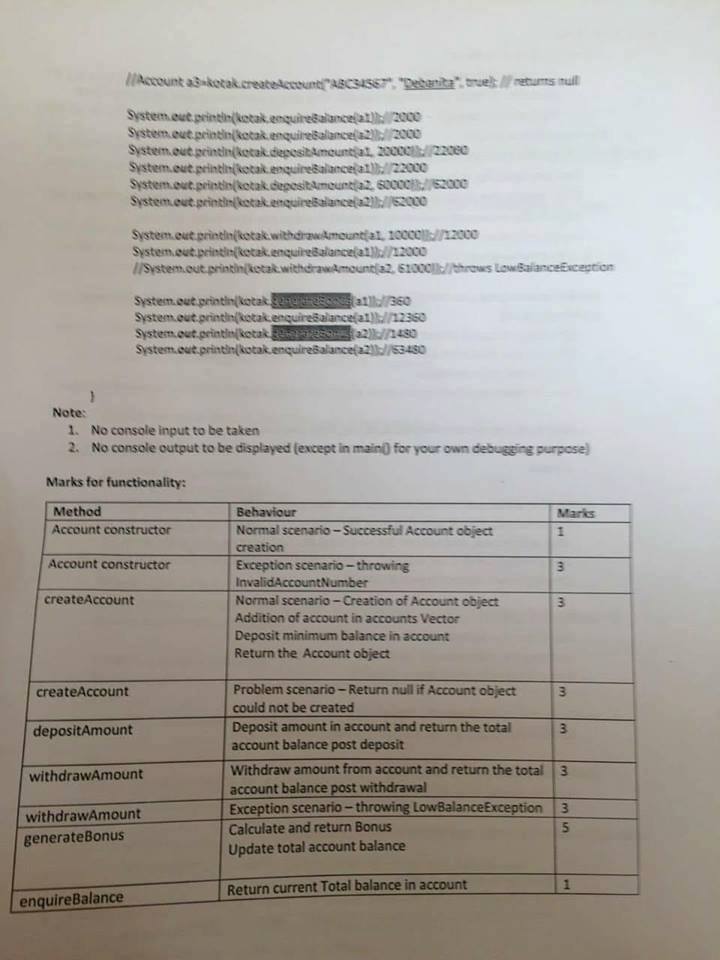 //Account a3=kotak.createAccount("ABC34567", "Debanita", true); // returns null
System.out.println(kotak.enquireBalance(a1));//2000
System.out.println(kotak.enquireBalance(a2));//2000
System.out.println(kotak.depositAmount(a1, 20000));//22000
System.out.println(kotak.enquireBalance(a1));//22000
System.out.println(kotak.depositAmount(a2, 60000));//62000
System.out.println(kotak.enquireBalance(a2));//62000
System.out.println(kotak.withdrawAmount(a1, 10000));//12000
System.out.println(kotak.enquireBalance(a1));//12000
//System.out.println(kotak.withdrawAmount(a2, 61000));//throws LowBalanceException
System.out.println(kotak.(a1));//360
System.out.println(kotak.enquireBalance(a1));//12360
System.out.println(kotak.(a2));//1480
System.out.println(kotak.enquireBalance(a2));//63480
}
Note:
1. No console input to be taken
2. No console output to be displayed (except in main() for your own debugging purpose)
Marks for functionality:
Method Behaviour Marks
Account constructor Normal scenario – Successful Account object 1
creation
Account constructor Exception scenario – throwing 3
InvalidAccountNumber
createAccount Normal scenario – Creation of Account object 3
Addition of account in accounts Vector
Deposit minimum balance in account
Return the Account object
createAccount Problem scenario – Return null if Account object 3
could not be created
depositAmount Deposit amount in account and return the total 3
account balance post deposit
withdrawAmount Withdraw amount from account and return the total 3
account balance post withdrawal
withdrawAmount Exception scenario – throwing LowBalanceException 3
generateBonus Calculate and return Bonus 5
Update total account balance
enquireBalance Return current Total balance in account 1